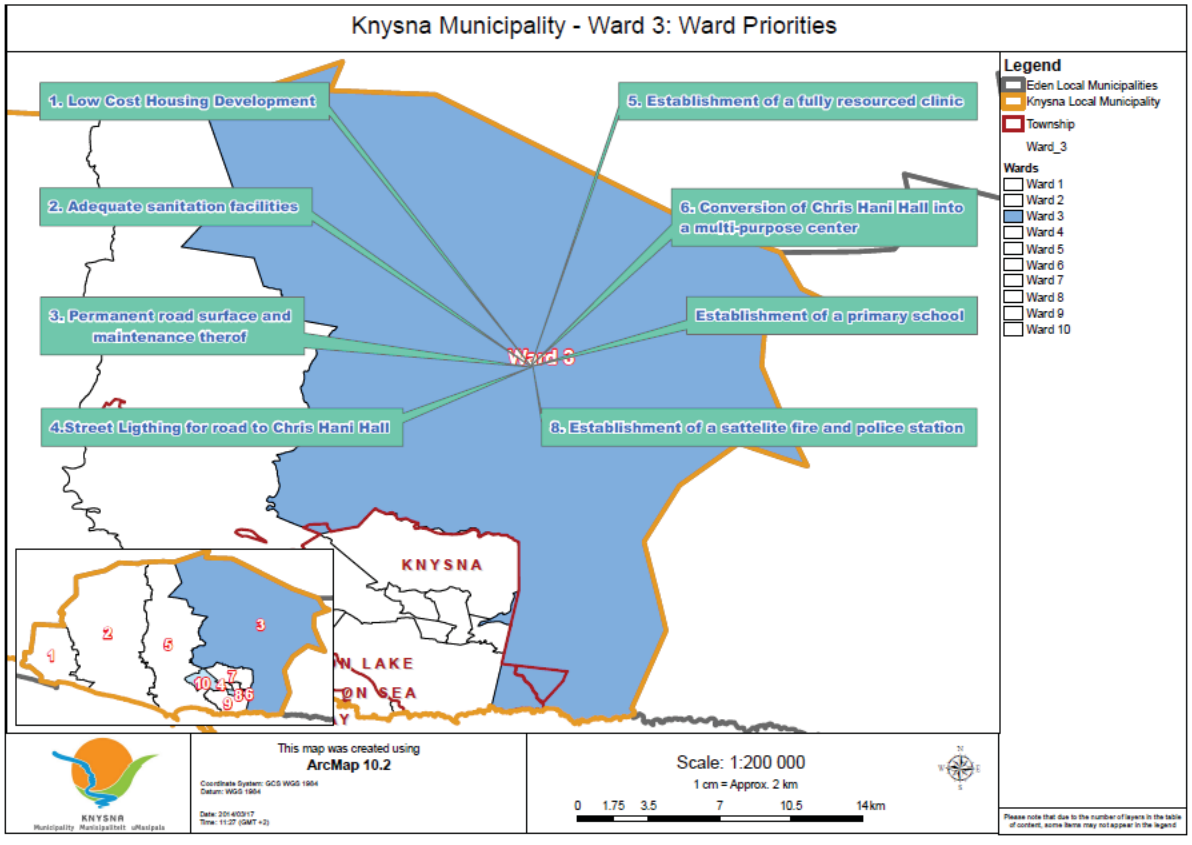 Knysna Municipality - Ward 3: Ward Priorities
1. Low Cost Housing Development
2. Adequate sanitation facilities
3. Permanent road surface and
maintenance therof
4.Street Ligthing for road to Chris Hani Hall
5. Establishment of a fully resourced clinic
6. Conversion of Chris Hani Hall into
a multi-purpose center
Establishment of a primary school
8. Establishment of a sattelite fire and police station
Ward 3
KNYSNA
N LAKE
ON SEA
AY
1
2
5
3
10
4
7
8
6
9
Legend
Eden Local Municipalities
Knysna Local Municipality
Township
Ward_3
Wards
Ward 1
Ward 2
Ward 3
Ward 4
Ward 5
Ward 6
Ward 7
Ward 8
Ward 9
Ward 10
KNYSNA
Municipality Munisipaliteit uMasipala
This map was created using
ArcMap 10.2
Coordinate System: GCS WGS 1984
Datum: WGS 1984
Date: 2014/03/17
Time: 11:27 (GMT +2)
Scale: 1:200 000
1 cm = Approx. 2 km
0 1.75 3.5 7 10.5 14 km
N
W E
S
Please note that due to the number of layers in the table
of content, some items may not appear in the legend